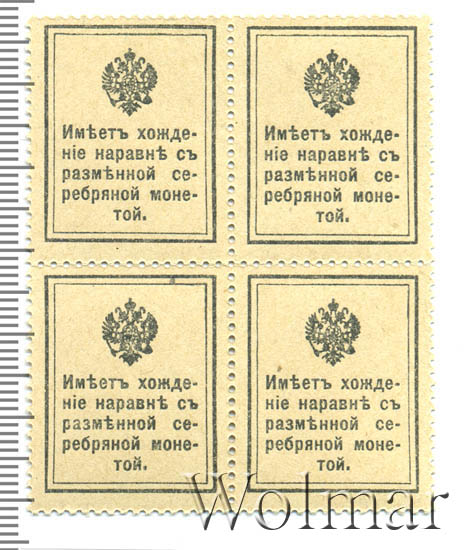 Имѣетъ хожде-
ніе наравнѣ съ
размѣнной се-
ребряной моне-
той.
Имѣетъ хожде-
ніе наравнѣ съ
размѣнной се-
ребряной моне-
той.
Имѣетъ хожде-
ніе наравнѣ съ
размѣнной се-
ребряной моне-
той.
Имѣетъ хожде-
ніе наравнѣ съ
размѣнной се-
ребряной моне-
той.
Wolmar